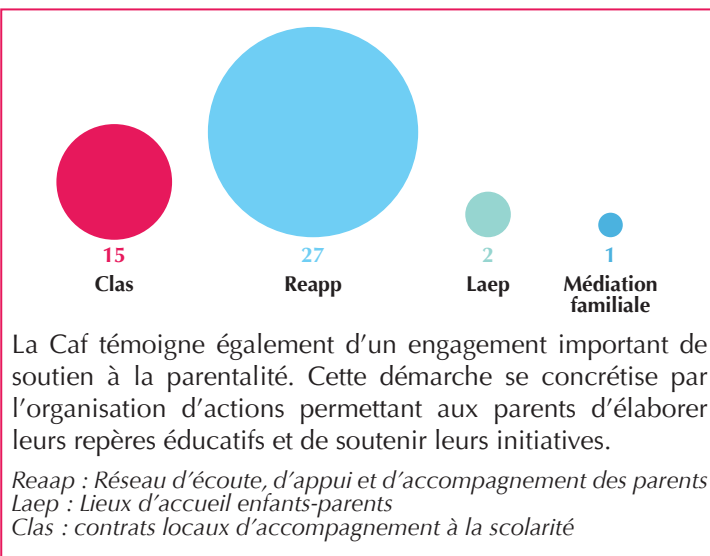 15
Clas
27
Reapp
2
Laep
1
Médiation
familiale
La Caf témoigne également d'un engagement important de
soutien à la parentalité. Cette démarche se concrétise par
l'organisation d'actions permettant aux parents d'élaborer
leurs repères éducatifs et de soutenir leurs initiatives.
Reaap : Réseau d'écoute, d'appui et d'accompagnement des parents
Laep : Lieux d'accueil enfants-parents
Clas : contrats locaux d'accompagnement à la scolarité